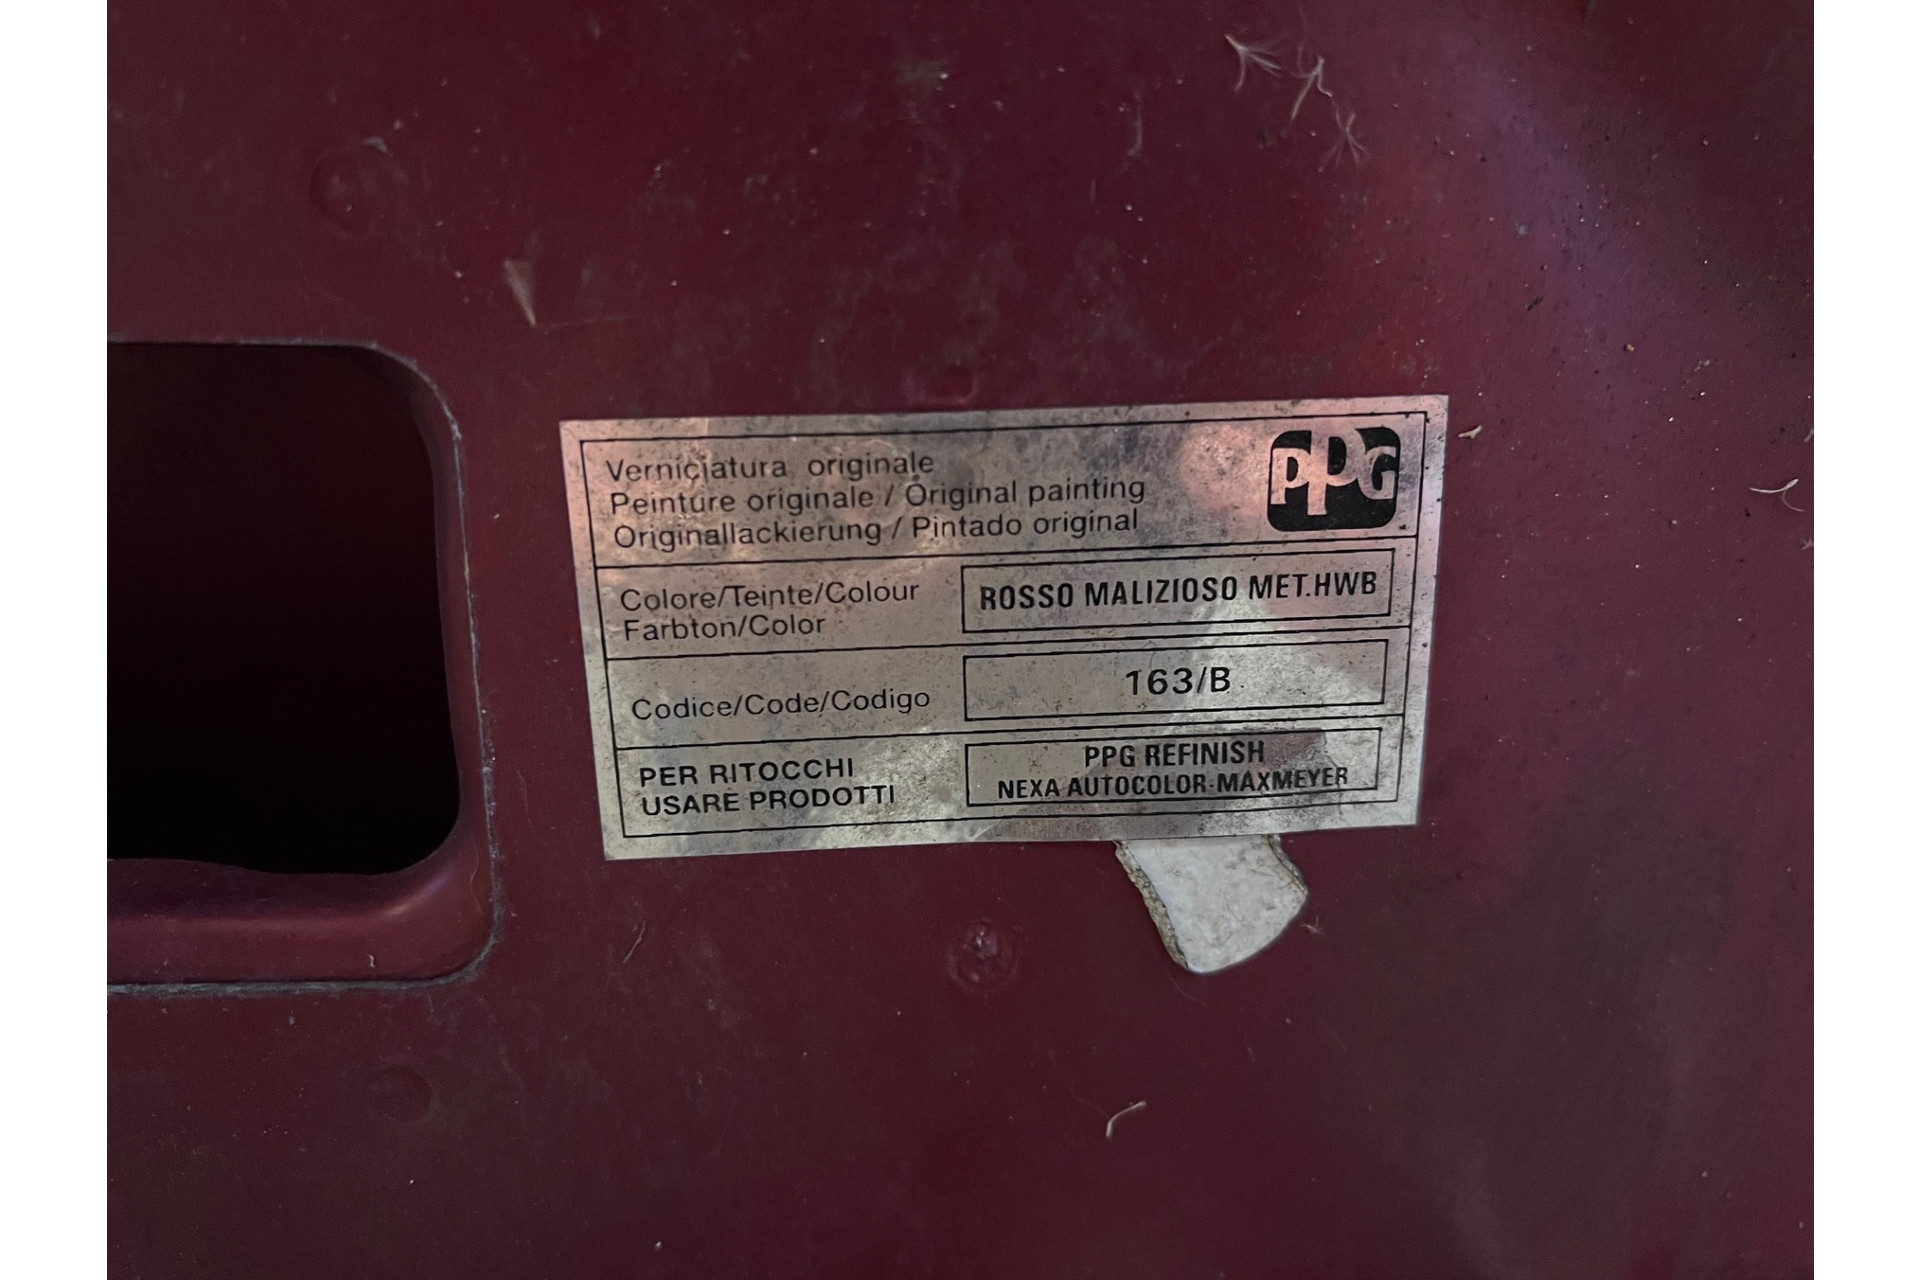 Verniciatura originale
PPG
Peinture originale / Original painting
Originallackierung / Pintado original
Colore/Teinte/Colour
Farbton/Color
ROSSO MALIZIOSO MET.HWB
Codice/Code/Codigo
163/B
PER RITOCCHI
USARE PRODOTTI
PPG REFINISH
NEXA AUTOCOLOR-MAXMEYER